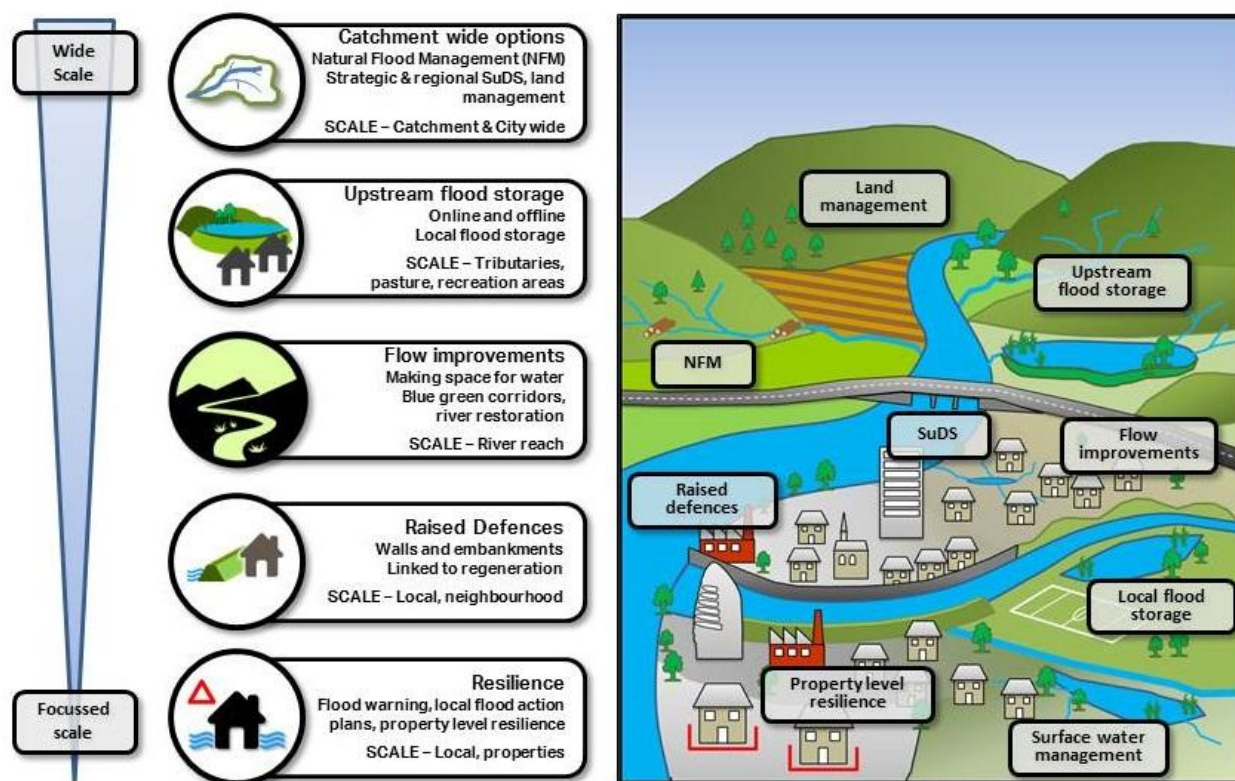 Wide
Scale
Catchment wide options
Natural Flood Management (NFM)
Strategic & regional SuDS, land
management
SCALE – Catchment & City wide
Upstream flood storage
Online and offline
Local flood storage
SCALE – Tributaries,
pasture, recreation areas
Flow improvements
Making space for water
Blue green corridors,
river restoration
SCALE – River reach
Raised Defences
Walls and embankments
Linked to regeneration
SCALE – Local, neighbourhood
Focussed
scale
Resilience
Flood warning, local flood action
plans, property level resilience
SCALE – Local, properties
Land
management
Upstream
flood storage
NFM
SuDS
Flow
improvements
Raised
defences
Local flood
storage
Property level
resilience
Surface water
management